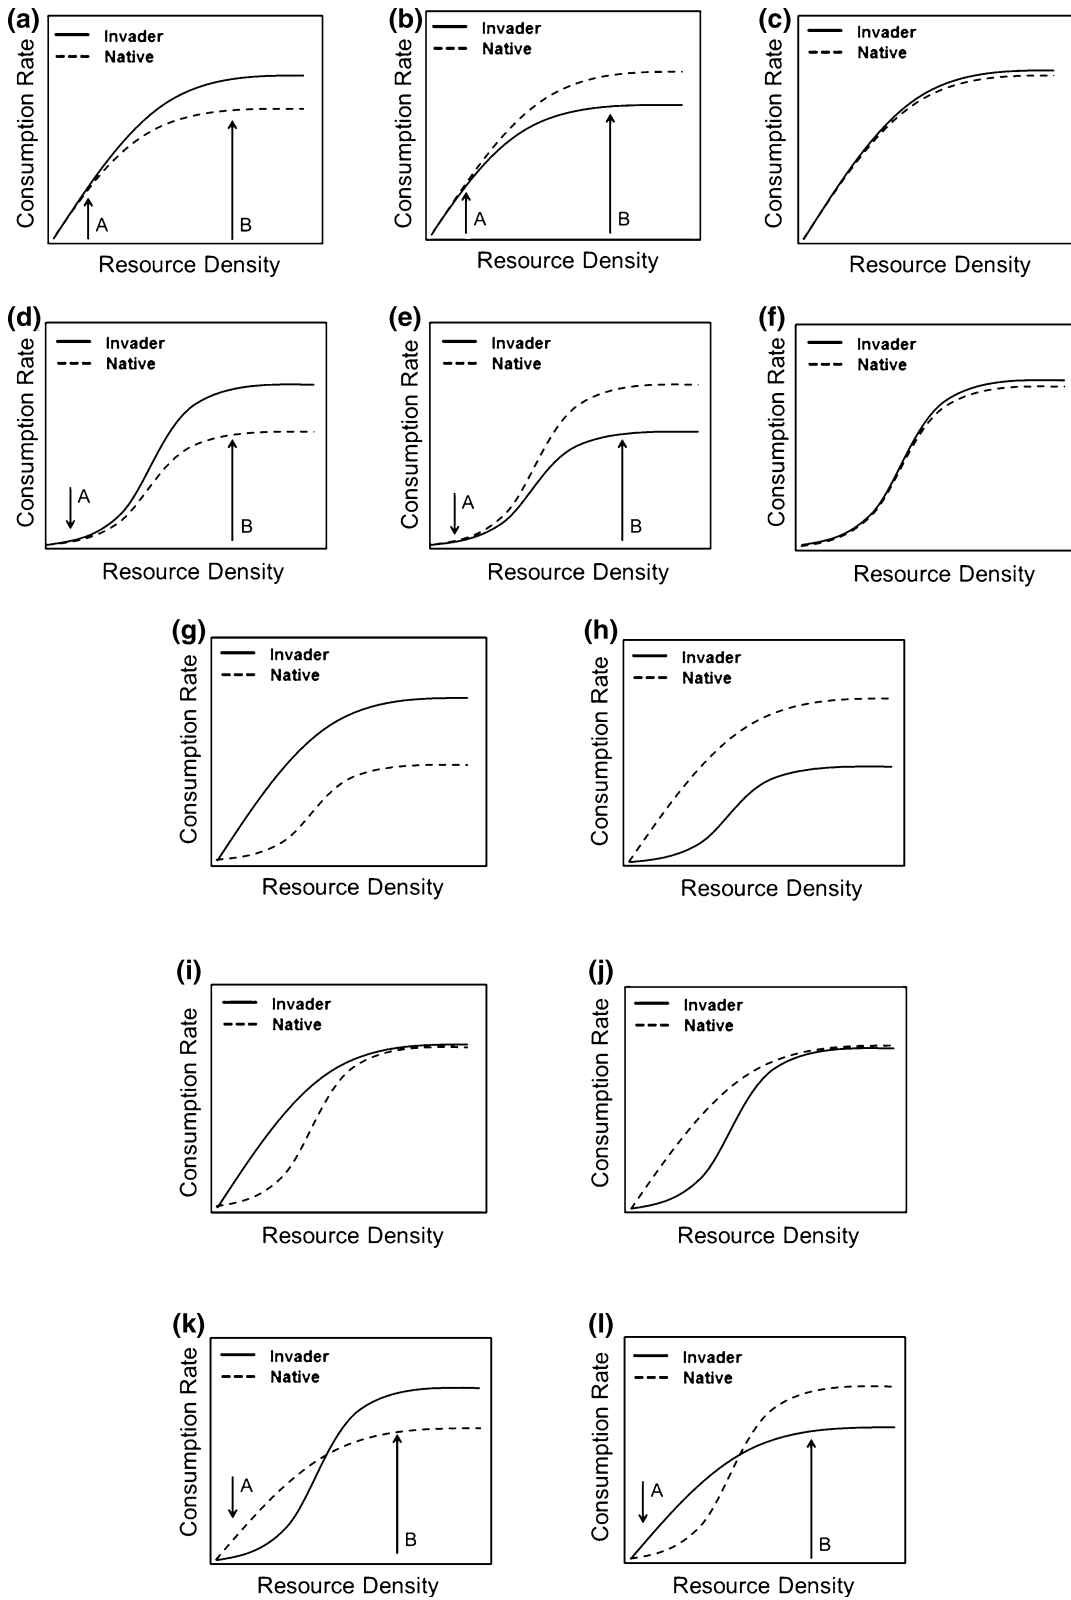 (a)
Consumption Rate
Invader
Native
A
B
Resource Density
(b)
Consumption Rate
Invader
Native
A
B
Resource Density
(c)
Consumption Rate
Invader
Native
Resource Density
(d)
Consumption Rate
Invader
Native
A
B
Resource Density
(e)
Consumption Rate
Invader
Native
A
B
Resource Density
(f)
Consumption Rate
Invader
Native
Resource Density
(g)
Consumption Rate
Invader
Native
Resource Density
(h)
Consumption Rate
Invader
Native
Resource Density
(i)
Consumption Rate
Invader
Native
Resource Density
(j)
Consumption Rate
Invader
Native
Resource Density
(k)
Consumption Rate
Invader
Native
A
B
Resource Density
(l)
Consumption Rate
Invader
Native
A
B
Resource Density